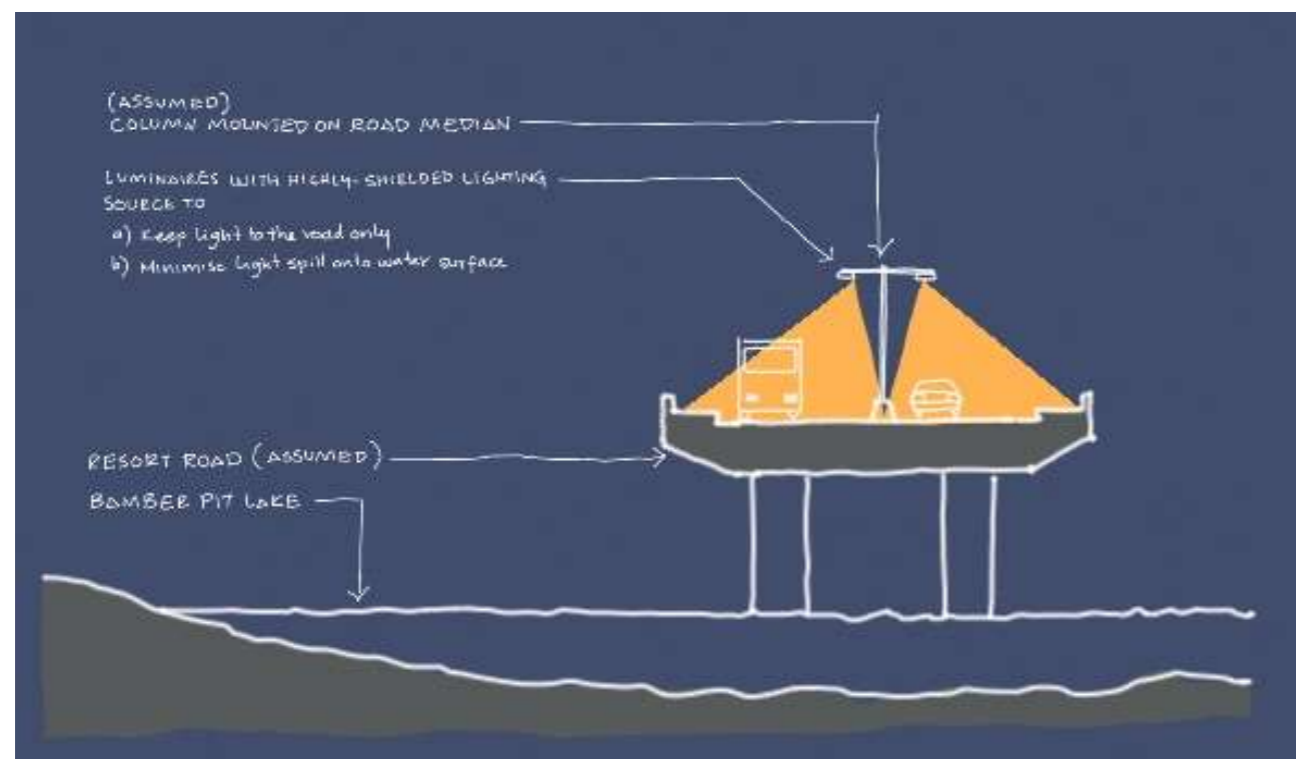 (ASSUMED)
COLUMN MOUNTED ON ROAD MEDIAN
LUMINAIRES WITH HIGHLY-SHIELDED LIGHTING
SOURCE TO
a) Keep light to the road only
b) Minimise light spill onto water surface
RESORT ROAD (ASSUMED)
BAMBER PIT LAKE